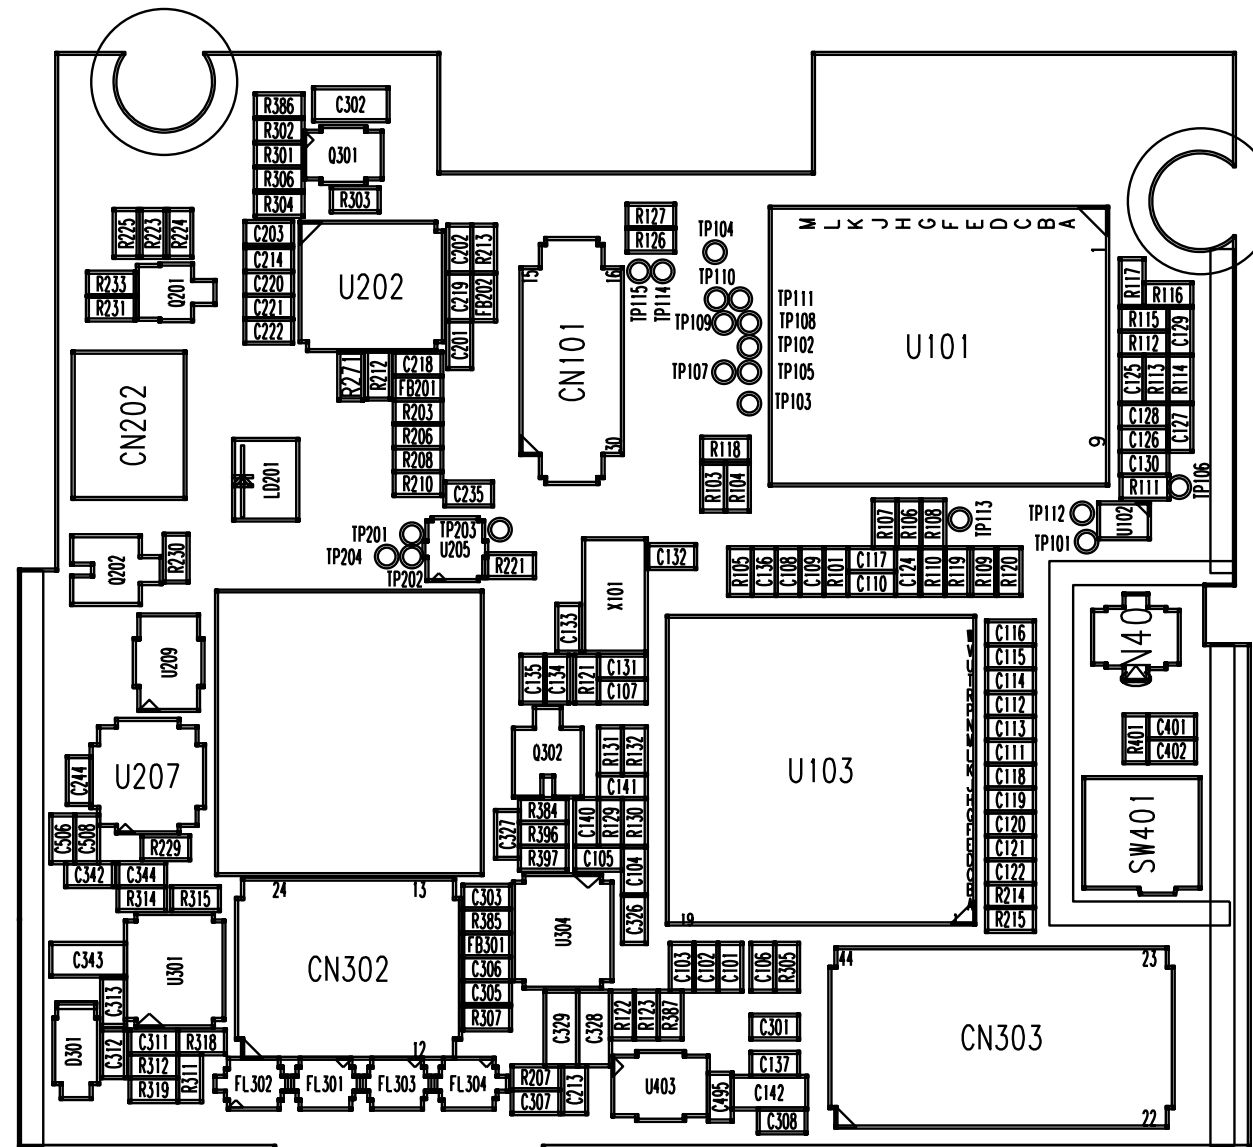 R386
C302
R302
R301
Q301
R306
R304
R303
R225
R223
R224
C203
C214
C220
C221
C222
U202
C202
R213
C219
FB202
C201
R233
R231
Q201
R271
R212
C218
FB201
R203
R206
R208
R210
C235
CN202
LD201
15
16
CN101
30
R127
R126
TP104
TP110
TP115
TP114
TP111
TP109
TP108
TP102
TP107
TP105
TP103
M L K J H G F E D C B A
1
U101
9
R117
R116
R115
C129
R112
C125
R113
R114
C128
C127
C126
C130
R111
TP106
R118
R103
R104
R107
R106
R108
TP113
TP112
U102
TP101
TP201
TP203
TP204
U205
TP202
R221
Q202
R230
X101
C132
R105
C136
C108
C109
R101
C117
C110
C124
R110
R119
R109
R120
C133
U209
C135
C134
R121
C131
C107
C116
C115
C114
C112
C113
C111
C118
C119
C120
C121
C122
R214
R215
W
V
U
T
R
P
N
M
L
K
J
H
G
F
E
D
C
B
A
N40
R401
C401
C402
Q302
R131
R132
C141
U103
19
1
U207
C244
C506
C508
R229
C342
C344
R314
R315
C327
R384
R396
R397
C140
R129
R130
C105
C104
C326
SW401
24
13
CN302
12
C303
R385
FB301
C306
C305
R307
U304
C343
U301
C313
D301
C312
C311
R318
R312
R319
R311
FL302
FL301
FL303
FL304
R207
C307
C213
C329
C328
R122
R123
R387
C103
C102
C101
C106
R305
C301
C137
C142
C308
U403
C495
44
23
CN303
22